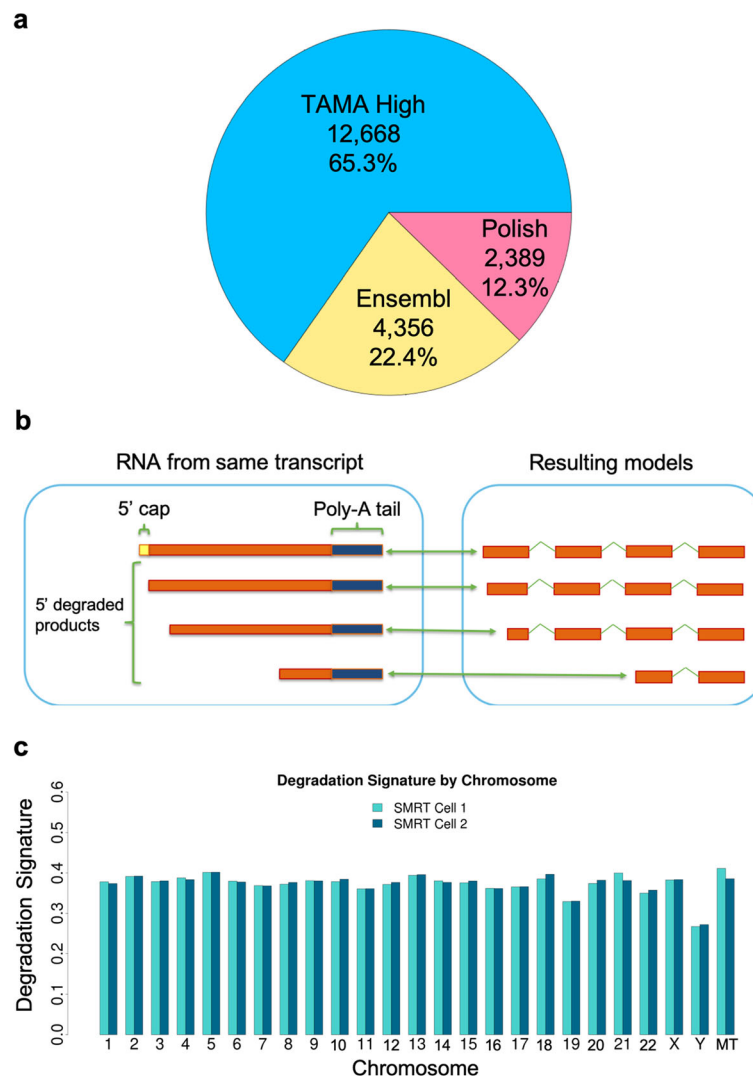 a
TAMA High
12,668
65.3%
Polish
2,389
12.3%
Ensembl
4,356
22.4%
b
RNA from same transcript
Resulting models
5’ cap
Poly-A tail
5’ degraded
products
c
Degradation Signature by Chromosome
SMRT Cell 1
SMRT Cell 2
Degradation Signature
0.6
0.5
0.4
0.3
0.2
0.1
0.0
1 2 3 4 5 6 7 8 9 10 11 12 13 14 15 16 17 18 19 20 21 22 X Y MT
Chromosome